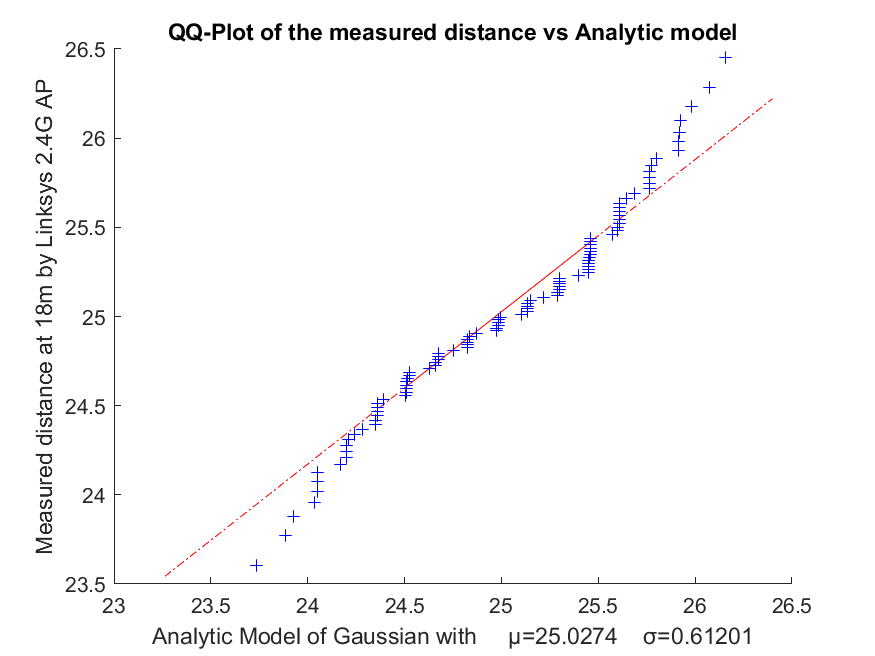 QQ-Plot of the measured distance vs Analytic model
Measured distance at 18m by Linksys 2.4G AP
26.5
26
25.5
25
24.5
24
23.5
23 23.5 24 24.5 25 25.5 26 26.5
Analytic Model of Gaussian with μ=25.0274 σ=0.61201